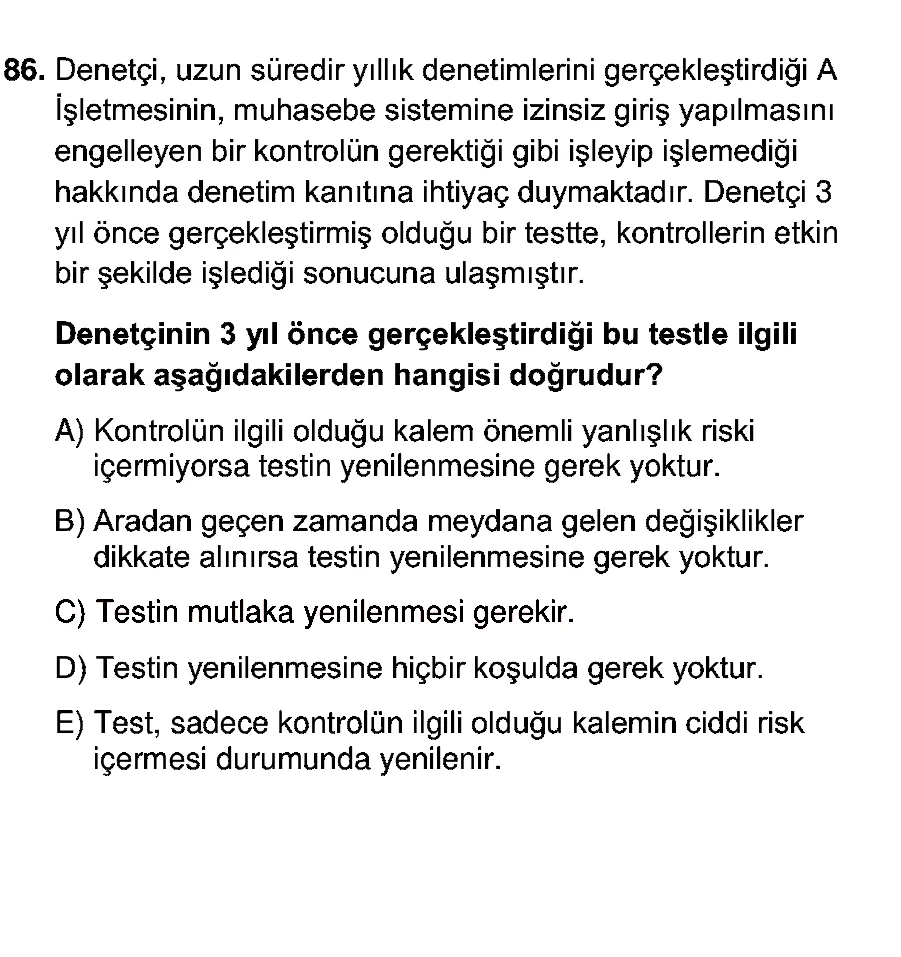 86. Denetçi, uzun süredir yıllık denetimlerini gerçekleştirdiği A
İşletmesinin, muhasebe sistemine izinsiz giriş yapılmasını
engelleyen bir kontrolün gerektiği gibi işleyip işlemediği
hakkında denetim kanıtına ihtiyaç duymaktadır. Denetçi 3
yıl önce gerçekleştirmiş olduğu bir testte, kontrollerin etkin
bir şekilde işlediği sonucuna ulaşmıştır.
Denetçinin 3 yıl önce gerçekleştirdiği bu testle ilgili
olarak aşağıdakilerden hangisi doğrudur?
A) Kontrolün ilgili olduğu kalem önemli yanlışlık riski
içermiyorsa testin yenilenmesine gerek yoktur.
B) Aradan geçen zamanda meydana gelen değişiklikler
dikkate alınırsa testin yenilenmesine gerek yoktur.
C) Testin mutlaka yenilenmesi gerekir.
D) Testin yenilenmesine hiçbir koşulda gerek yoktur.
E) Test, sadece kontrolün ilgili olduğu kalemin ciddi risk
içermesi durumunda yenilenir.